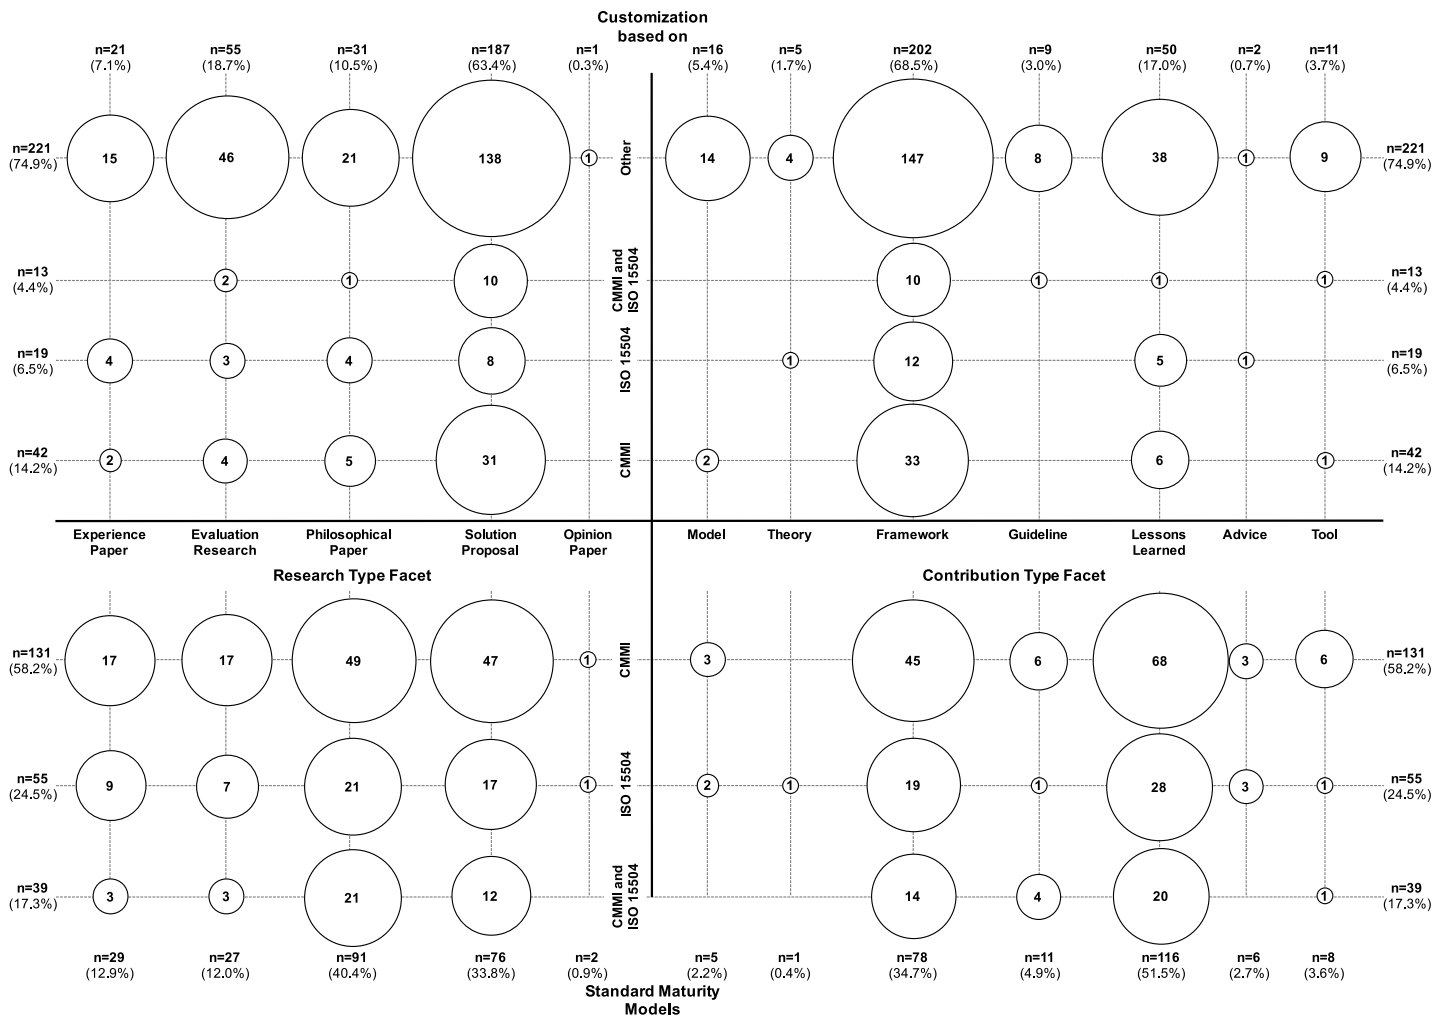 Customization
based on
n=21
(7.1%)
n=55
(18.7%)
n=31
(10.5%)
n=187
(63.4%)
n=1
(0.3%)
n=16
(5.4%)
n=5
(1.7%)
n=202
(68.5%)
n=9
(3.0%)
n=50
(17.0%)
n=2
(0.7%)
n=11
(3.7%)
n=221
(74.9%)
15
46
21
138
1
Other
14
4
147
8
38
1
9
n=221
(74.9%)
n=13
(4.4%)
2
1
10
CMMI and
ISO 15504
10
1
1
1
n=13
(4.4%)
n=19
(6.5%)
4
3
4
8
ISO 15504
1
12
5
1
n=19
(6.5%)
n=42
(14.2%)
2
4
5
31
CMMI
2
33
6
1
n=42
(14.2%)
Experience
Paper
Evaluation
Research
Philosophical
Paper
Solution
Proposal
Opinion
Paper
Model
Theory
Framework
Guideline
Lessons
Learned
Advice
Tool
Research Type Facet
Contribution Type Facet
n=131
(58.2%)
17
17
49
47
1
CMMI
3
45
6
68
3
6
n=131
(58.2%)
n=55
(24.5%)
9
7
21
17
1
ISO 15504
2
1
19
1
28
3
1
n=55
(24.5%)
n=39
(17.3%)
3
3
21
12
CMMI and
ISO 15504
14
4
20
1
n=39
(17.3%)
n=29
(12.9%)
n=27
(12.0%)
n=91
(40.4%)
n=76
(33.8%)
n=2
(0.9%)
n=5
(2.2%)
n=1
(0.4%)
n=78
(34.7%)
n=11
(4.9%)
n=116
(51.5%)
n=6
(2.7%)
n=8
(3.6%)
Standard Maturity
Models